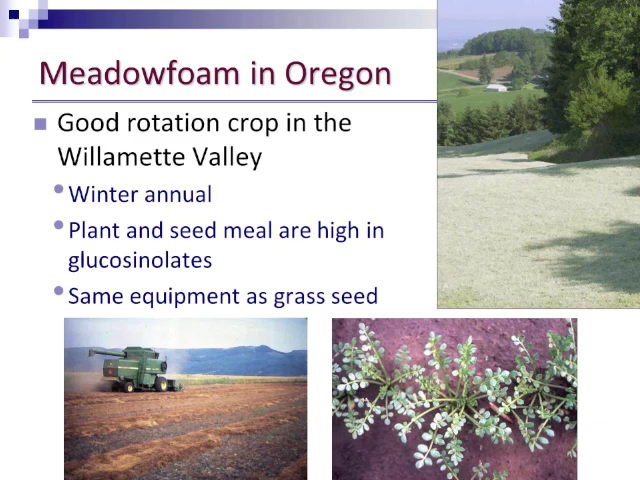 Meadowfoam in Oregon
Good rotation crop in the
Willamette Valley
Winter annual
Plant and seed meal are high in
glucosinolates
Same equipment as grass seed